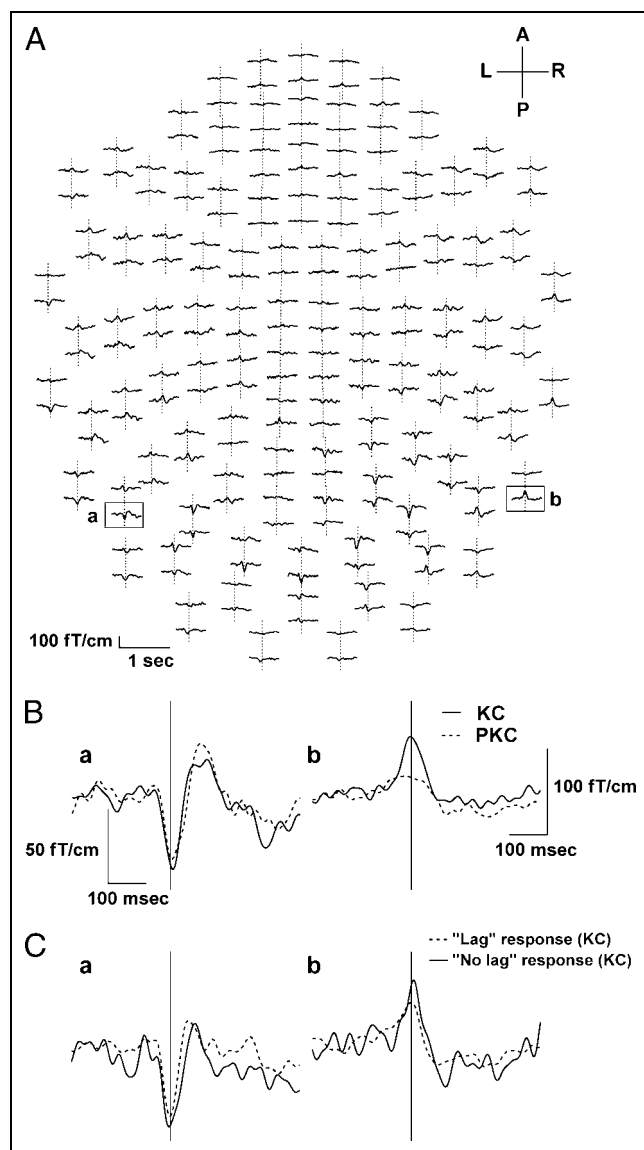 A
A
L R
P
a
b
100 fT/cm
1 sec
B
a
b
KC
PKC
100 fT/cm
100 msec
50 fT/cm
100 msec
C
a
b
"Lag" response (KC)
"No lag" response (KC)